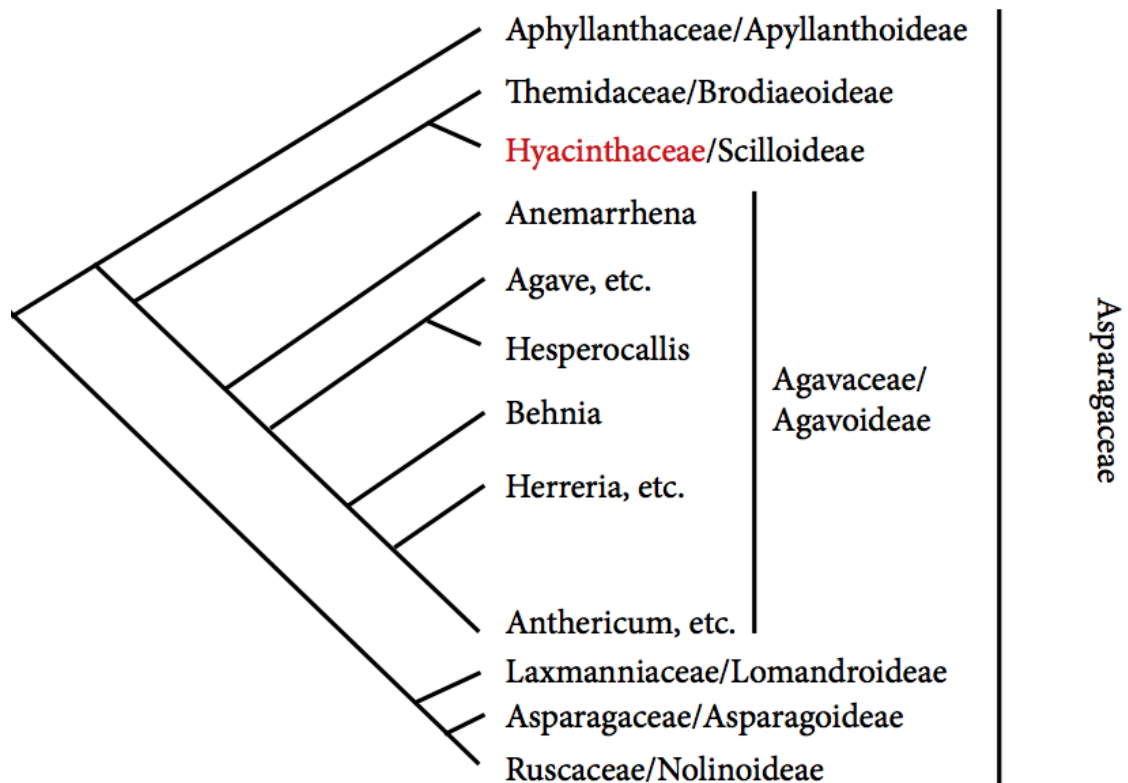 Aphyllanthaceae/Apyllanthoideae
Themidaceae/Brodiaeoideae
Hyacinthaceae/Scilloideae
Anemarrhena
Agave, etc.
Hesperocallis
Behnia
Herreria, etc.
Anthericum, etc.
Agavaceae/
Agavoideae
Laxmanniaceae/Lomandroideae
Asparagaceae/Asparagoideae
Ruscaceae/Nolinoideae
Asparagaceae